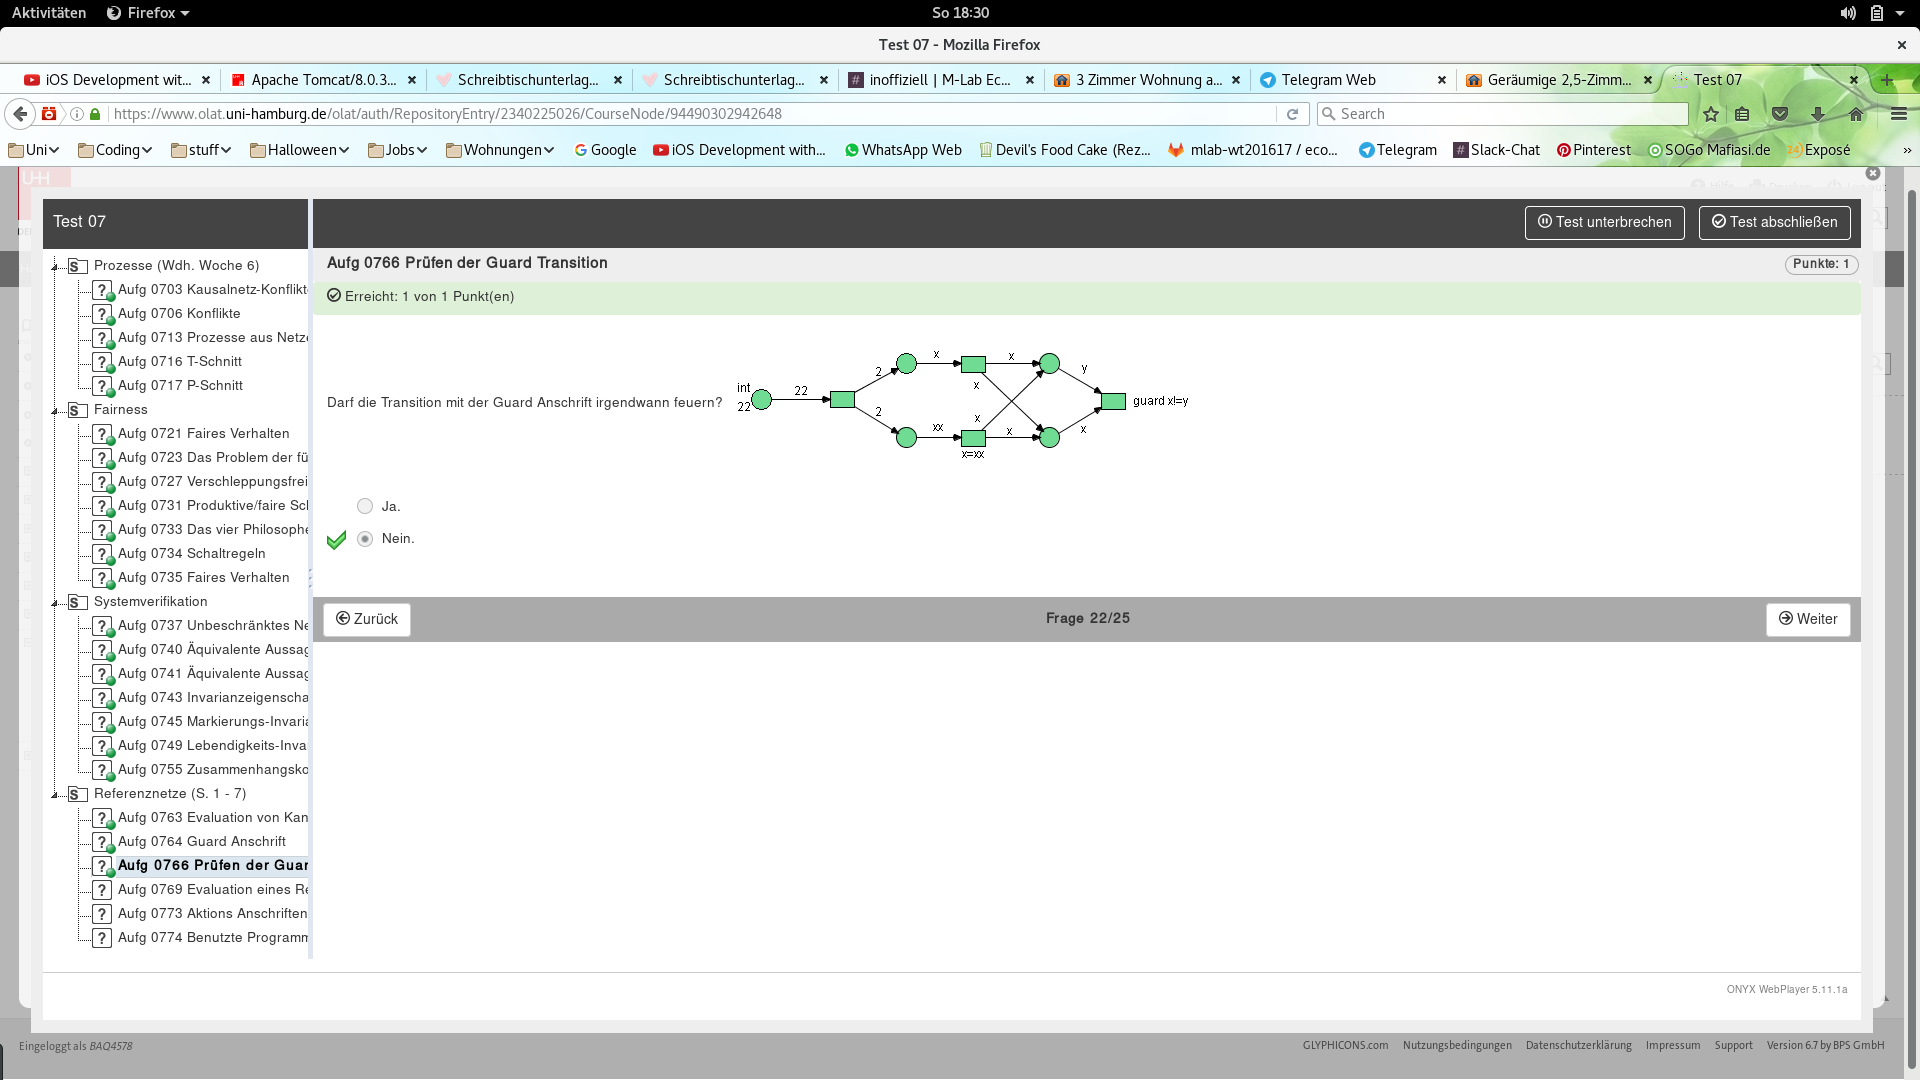 Aktivitäten Firefox So 18:30
Test 07 - Mozilla Firefox
iOS Development wit... Apache Tomcat/8.0.3... Schreibtischunterlag... Schreibtischunterlag... inoffiziell | M-Lab Ec... 3 Zimmer Wohnung a... Telegram Web Geräumige 2,5-Zimm... Test 07
https://www.olat.uni-hamburg.de/olat/auth/RepositoryEntry/2340225026/CourseNode/94490302942648 Search
Uni Coding stuff Halloween Jobs Wohnungen Google iOS Development with... WhatsApp Web Devil's Food Cake (Rez... mlab-wt201617 / eco... Telegram Slack-Chat Pinterest SOGo Mafiasi.de Exposé
Test 07 Test unterbrechen Test abschließen
Aufg 0766 Prüfen der Guard Transition Punkte: 1
Erreicht: 1 von 1 Punkt(en)
Prozesse (Wdh. Woche 6)
Aufg 0703 Kausalnetz-Konflikt
Aufg 0706 Konflikte
Aufg 0713 Prozesse aus Netz
Aufg 0716 T-Schnitt
Aufg 0717 P-Schnitt
Fairness
Aufg 0721 Faires Verhalten
Aufg 0723 Das Problem der fü
Aufg 0727 Verschleppungsfrei
Aufg 0731 Produktive/faire Sc
Aufg 0733 Das vier Philosophe
Aufg 0734 Schaltregeln
Aufg 0735 Faires Verhalten
Systemverifikation
Aufg 0737 Unbeschränktes Ne
Aufg 0740 Äquivalente Aussag
Aufg 0741 Äquivalente Aussag
Aufg 0743 Invarianzeigenscha
Aufg 0745 Markierungs-Invaria
Aufg 0749 Lebendigkeits-Inva
Aufg 0755 Zusammenhangsko
Referenznetze (S. 1 - 7)
Aufg 0763 Evaluation von Kan
Aufg 0764 Guard Anschrift
Aufg 0766 Prüfen der Guar
Aufg 0769 Evaluation eines Re
Aufg 0773 Aktions Anschriften
Aufg 0774 Benutzte Programm
Darf die Transition mit der Guard Anschrift irgendwann feuern?
int
22
22
2
2
x
xx
x
x
x
x
x=xx
y
x
guard x!=y
Ja.
Nein.
Zurück Frage 22/25 Weiter
ONYX WebPlayer 5.11.1a
Eingeloggt als BAQ4578 GLYPHICONS.com Nutzungsbedingungen Datenschutzerklärung Impressum Support Version 6.7 by BPS GmbH